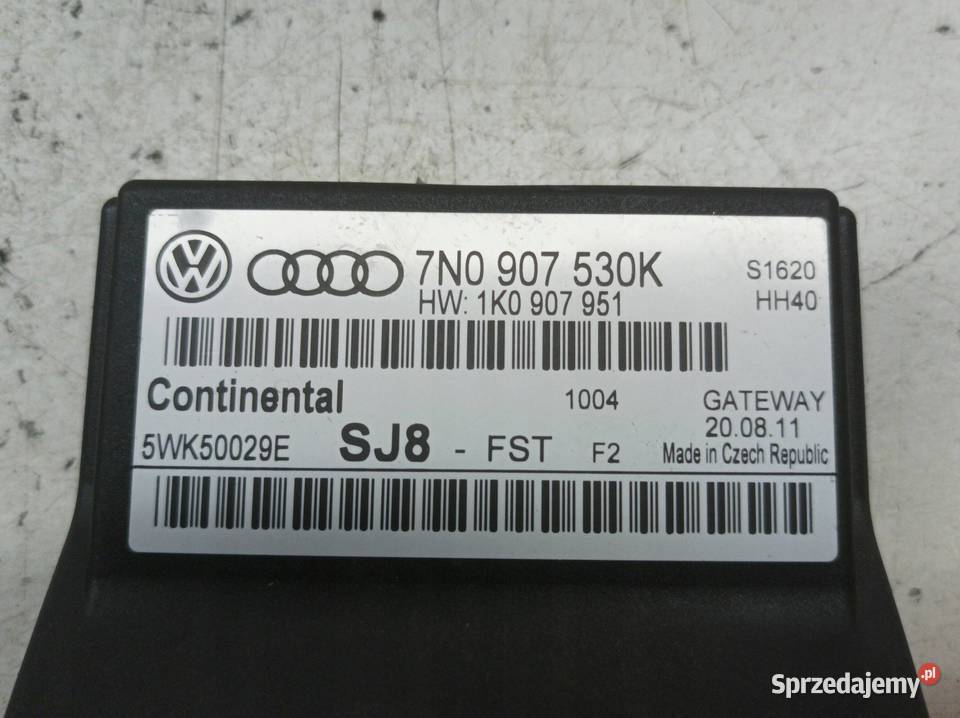 7N0 907 530K
S1620
HW: 1K0 907 951
HH40
Continental
1004
GATEWAY
20.08.11
5WK50029E
SJ8 - FST F2
Made in Czech Republic
Sprzedajemy.pl